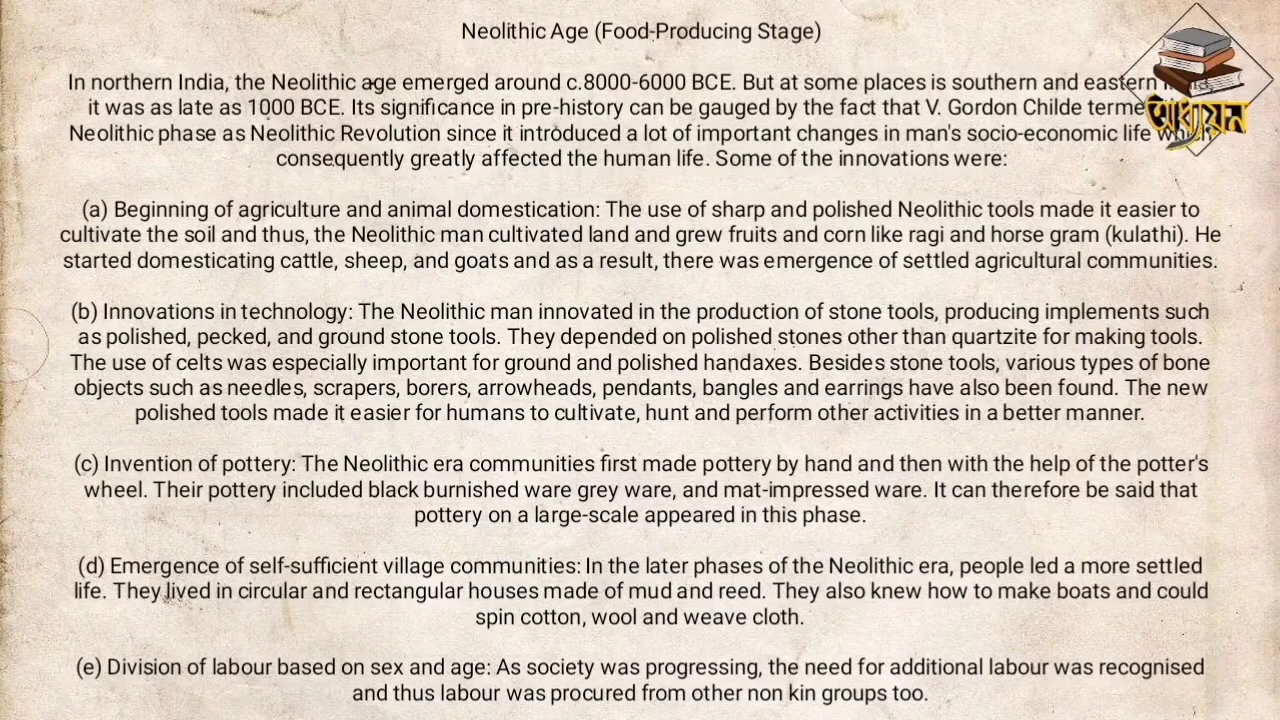 Neolithic Age (Food-Producing Stage)
In northern India, the Neolithic age emerged around c.8000-6000 BCE. But at some places is southern and eastern
it was as late as 1000 BCE. Its significance in pre-history can be gauged by the fact that V. Gordon Childe
Neolithic phase as Neolithic Revolution since it introduced a lot of important changes in man's socio-economic life which
consequently greatly affected the human life. Some of the innovations were:
(a) Beginning of agriculture and animal domestication: The use of sharp and polished Neolithic tools made it easier to
cultivate the soil and thus, the Neolithic man cultivated land and grew fruits and corn like ragi and horse gram (kulathi). He
started domesticating cattle, sheep, and goats and as a result, there was emergence of settled agricultural communities.
(b) Innovations in technology: The Neolithic man innovated in the production of stone tools, producing implements such
as polished, pecked, and ground stone tools. They depended on polished stones other than quartzite for making tools.
The use of celts was especially important for ground and polished handaxes. Besides stone tools, various types of bone
objects such as needles, scrapers, borers, arrowheads, pendants, bangles and earrings have also been found. The new
polished tools made it easier for humans to cultivate, hunt and perform other activities in a better manner.
(c) Invention of pottery: The Neolithic era communities first made pottery by hand and then with the help of the potter's
wheel. Their pottery included black burnished ware grey ware, and mat-impressed ware. It can therefore be said that
pottery on a large-scale appeared in this phase.
(d) Emergence of self-sufficient village communities: In the later phases of the Neolithic era, people led a more settled
life. They lived in circular and rectangular houses made of mud and reed. They also knew how to make boats and could
spin cotton, wool and weave cloth.
(e) Division of labour based on sex and age: As society was progressing, the need for additional labour was recognised
and thus labour was procured from other non kin groups too.
অধ্যয়ন